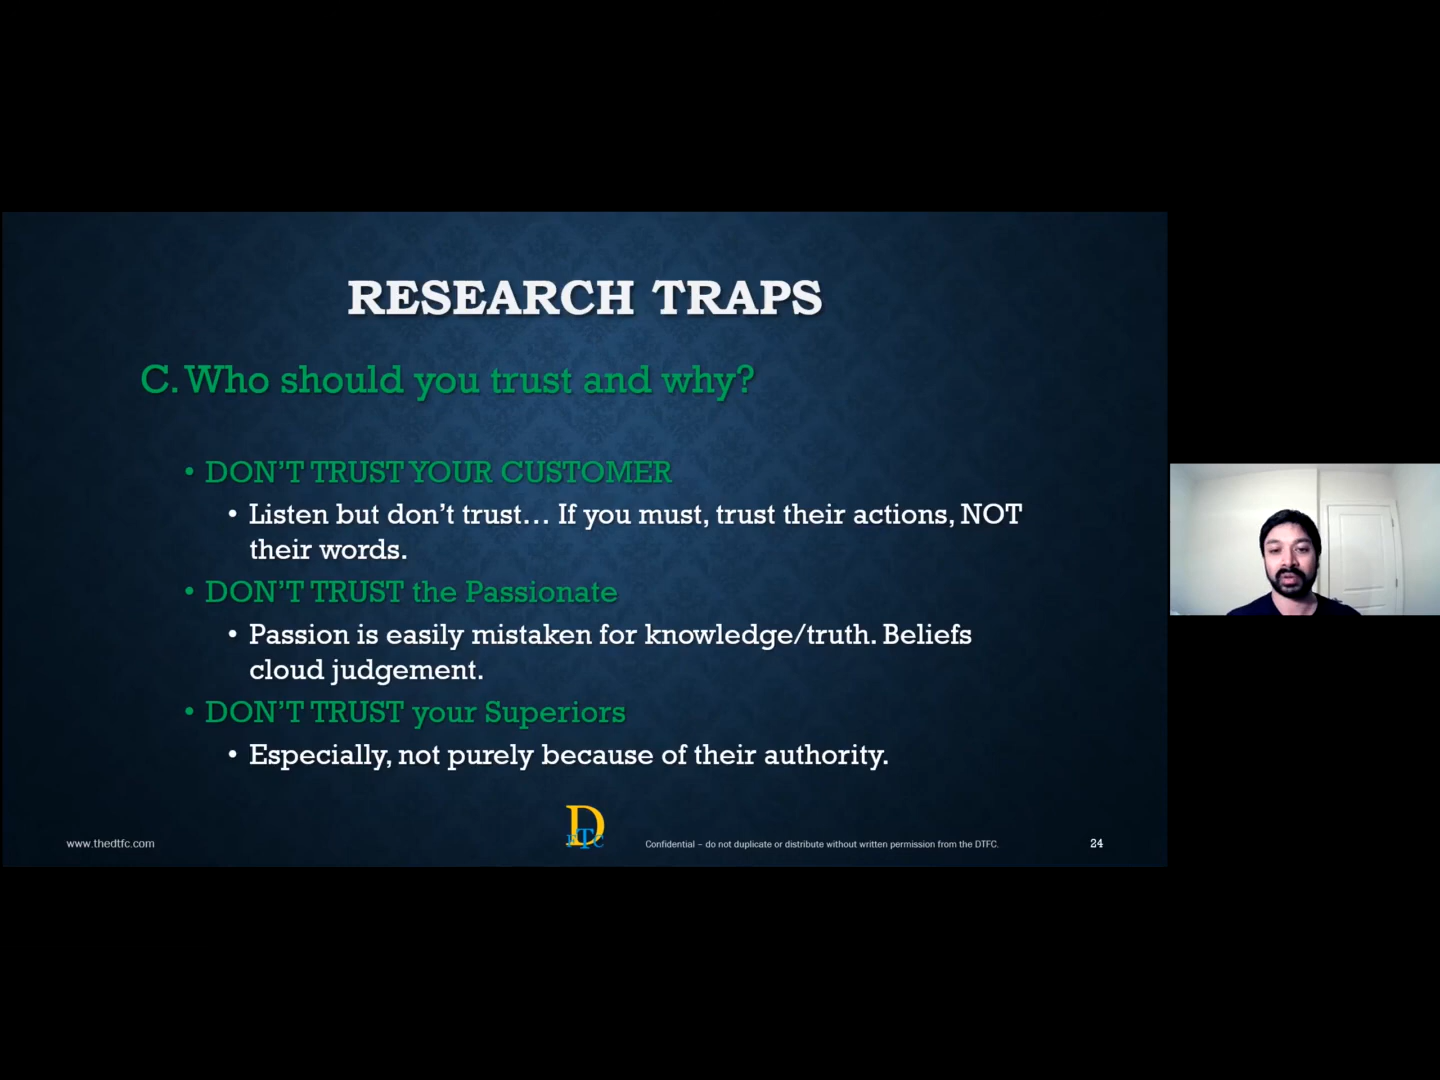 RESEARCH TRAPS
C. Who should you trust and why?
• DON'T TRUST YOUR CUSTOMER
• Listen but don't trust... If you must, trust their actions, NOT
their words.
• DON'T TRUST the Passionate
• Passion is easily mistaken for knowledge/truth. Beliefs
cloud judgement.
• DON'T TRUST your Superiors
• Especially, not purely because of their authority.
www.thedtfc.com
DFTC
Confidential – do not duplicate or distribute without written permission from the DTFC.
24